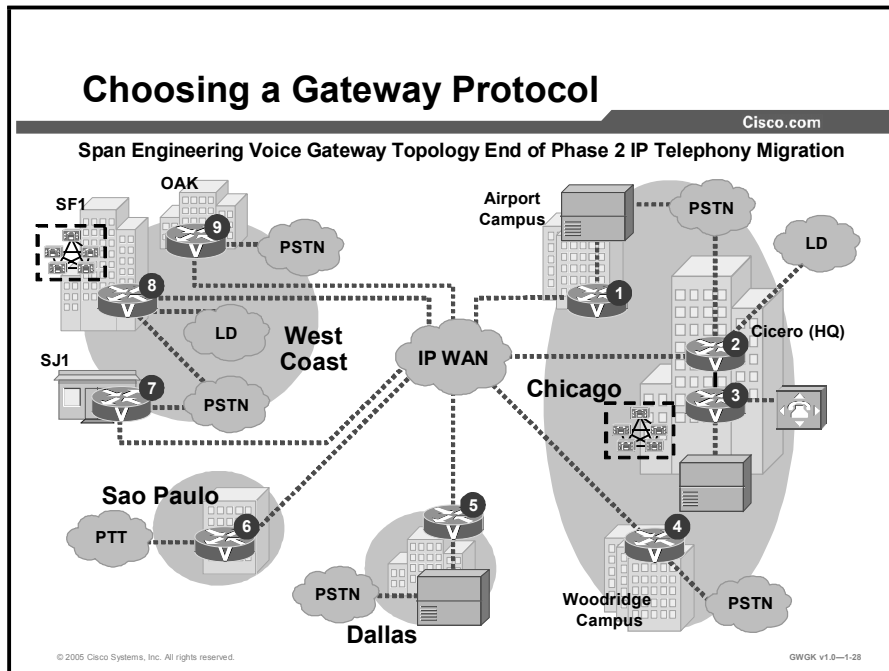 Choosing a Gateway Protocol
Cisco.com
Span Engineering Voice Gateway Topology End of Phase 2 IP Telephony Migration
OAK
SF1
9
PSTN
8
LD
West
Coast
SJ1
7
PSTN
Sao Paulo
PTT
6
IP WAN
5
PSTN
Dallas
Airport
Campus
PSTN
LD
1
Cicero (HQ)
2
Chicago
3
4
Woodridge
Campus
PSTN
V
V
V
V
V
V
V
V
V
© 2005 Cisco Systems, Inc. All rights reserved.
GWGK v1.0—1-28